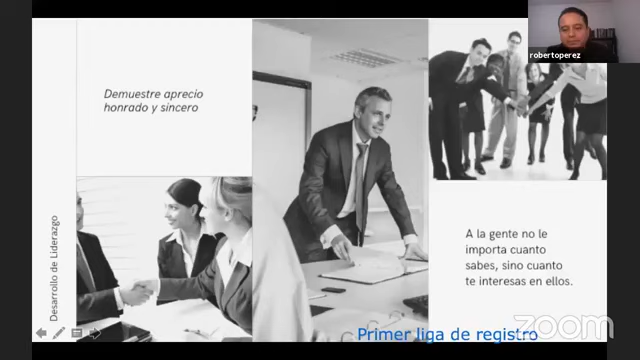 robertoperez
Demuestre aprecio
honrado y sincero
Desarrollo de Liderazgo
A la gente no le
importa cuanto
sabes, sino cuanto
te interesas en ellos.
Primer liga de registro
zoom